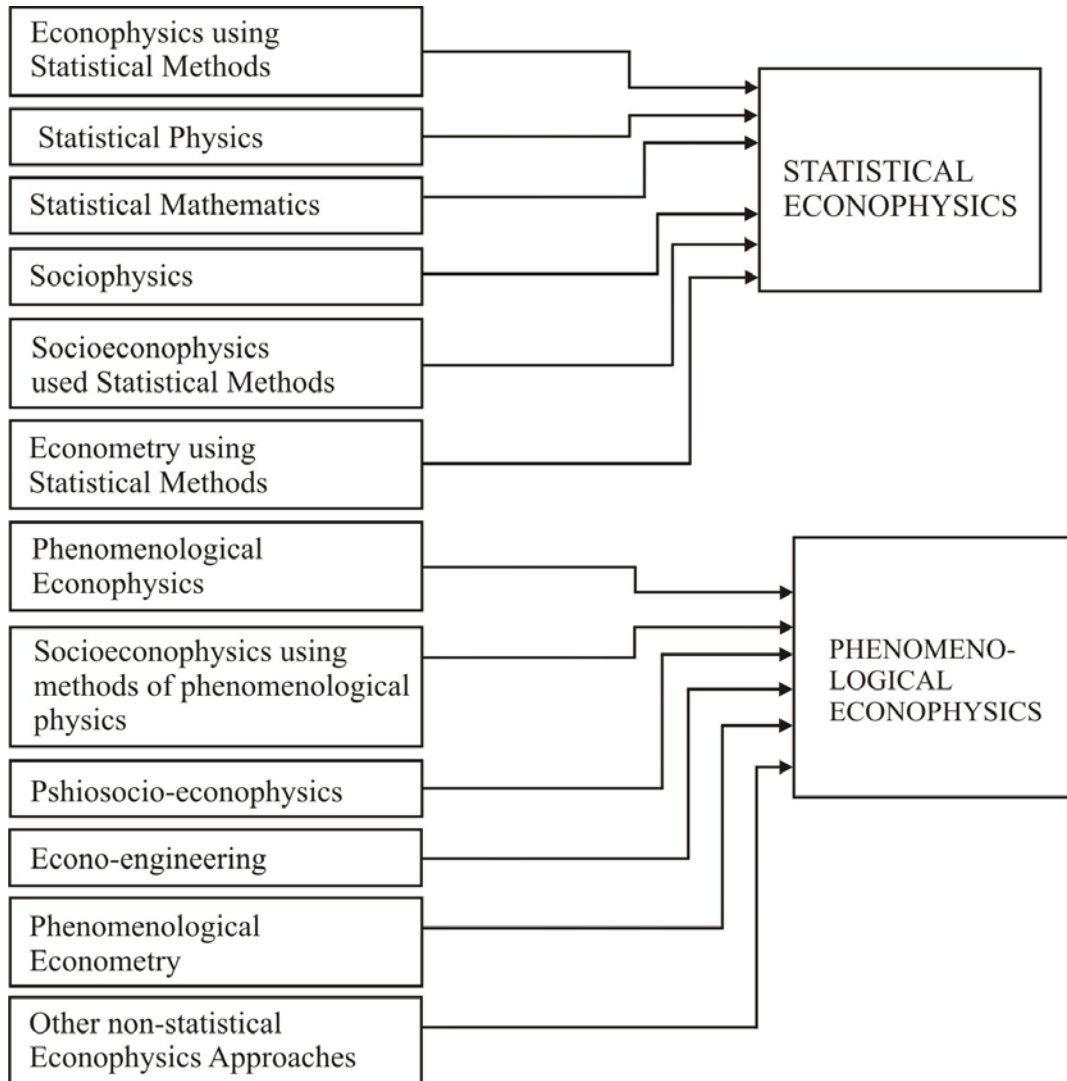 Econophysics using
Statistical Methods
Statistical Physics
Statistical Mathematics
Sociophysics
Socioeconophysics
used Statistical Methods
Econometry using
Statistical Methods
Phenomenological
Econophysics
Socioeconophysics using
methods of phenomenological
physics
Pshiosocio-econophysics
Econo-engineering
Phenomenological
Econometry
Other non-statistical
Econophysics Approaches
STATISTICAL
ECONOPHYSICS
PHENOMENO-
LOGICAL
ECONOPHYSICS